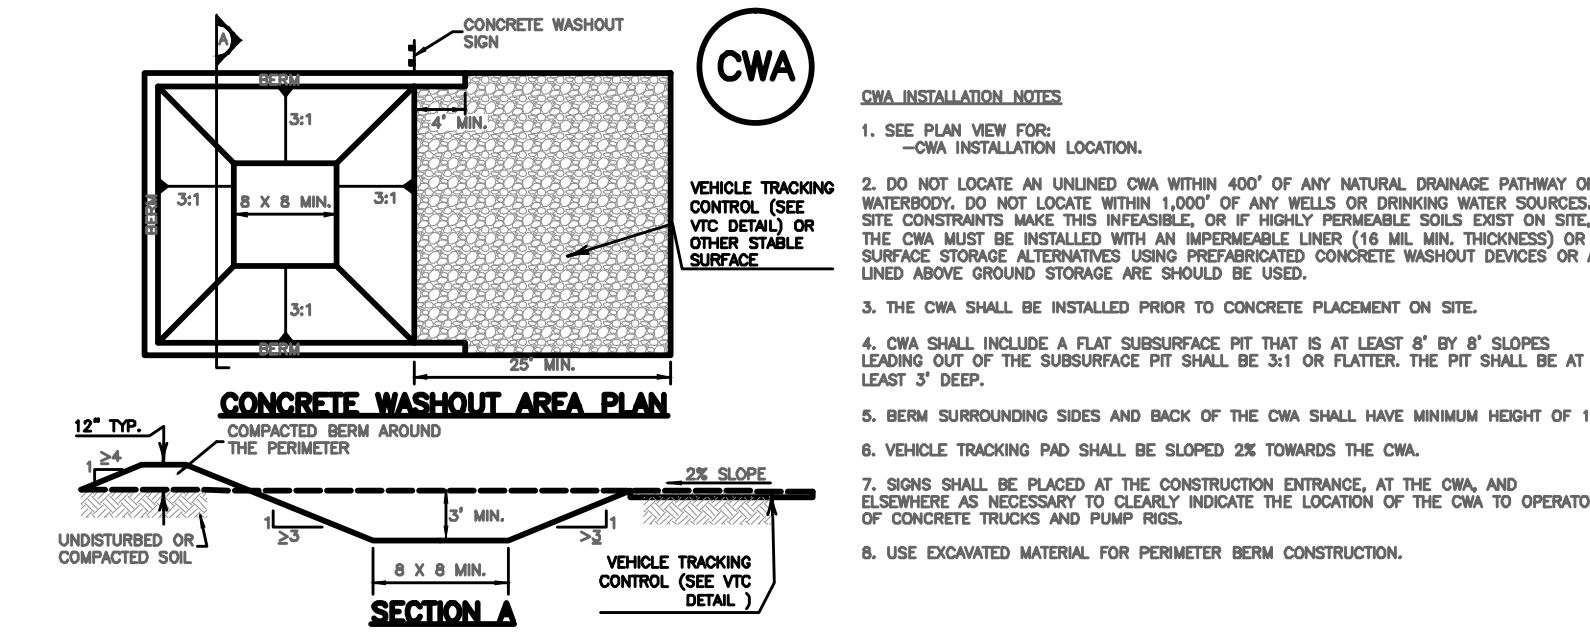 A
CONCRETE WASHOUT
SIGN
CWA
BERM
3:1
4' MIN.
3:1
3:1
8 X 8 MIN.
BERM
VEHICLE TRACKING
CONTROL (SEE
VTC DETAIL) OR
OTHER STABLE
SURFACE
3:1
BERM
25' MIN.
CONCRETE WASHOUT AREA PLAN
12" TYP.
COMPACTED BERM AROUND
THE PERIMETER
1
≥4
2% SLOPE
3' MIN.
1
≥3
1
>3
UNDISTURBED OR
COMPACTED SOIL
8 X 8 MIN.
VEHICLE TRACKING
CONTROL (SEE VTC
DETAIL )
SECTION A
CWA INSTALLATION NOTES
1. SEE PLAN VIEW FOR:
-CWA INSTALLATION LOCATION.
2. DO NOT LOCATE AN UNLINED CWA WITHIN 400' OF ANY NATURAL DRAINAGE PATHWAY
WATERBODY. DO NOT LOCATE WITHIN 1,000' OF ANY WELLS OR DRINKING WATER SOURCES.
SITE CONSTRAINTS MAKE THIS INFEASIBLE, OR IF HIGHLY PERMEABLE SOILS EXIST ON SITE,
THE CWA MUST BE INSTALLED WITH AN IMPERMEABLE LINER (16 MIL MIN. THICKNESS) OR
SURFACE STORAGE ALTERNATIVES USING PREFABRICATED CONCRETE WASHOUT DEVICES OR
LINED ABOVE GROUND STORAGE ARE SHOULD BE USED.
3. THE CWA SHALL BE INSTALLED PRIOR TO CONCRETE PLACEMENT ON SITE.
4. CWA SHALL INCLUDE A FLAT SUBSURFACE PIT THAT IS AT LEAST 8' BY 8' SLOPES
LEADING OUT OF THE SUBSURFACE PIT SHALL BE 3:1 OR FLATTER. THE PIT SHALL BE AT
LEAST 3' DEEP.
5. BERM SURROUNDING SIDES AND BACK OF THE CWA SHALL HAVE MINIMUM HEIGHT OF
6. VEHICLE TRACKING PAD SHALL BE SLOPED 2% TOWARDS THE CWA.
7. SIGNS SHALL BE PLACED AT THE CONSTRUCTION ENTRANCE, AT THE CWA, AND
ELSEWHERE AS NECESSARY TO CLEARLY INDICATE THE LOCATION OF THE CWA TO
OF CONCRETE TRUCKS AND PUMP RIGS.
8. USE EXCAVATED MATERIAL FOR PERIMETER BERM CONSTRUCTION.